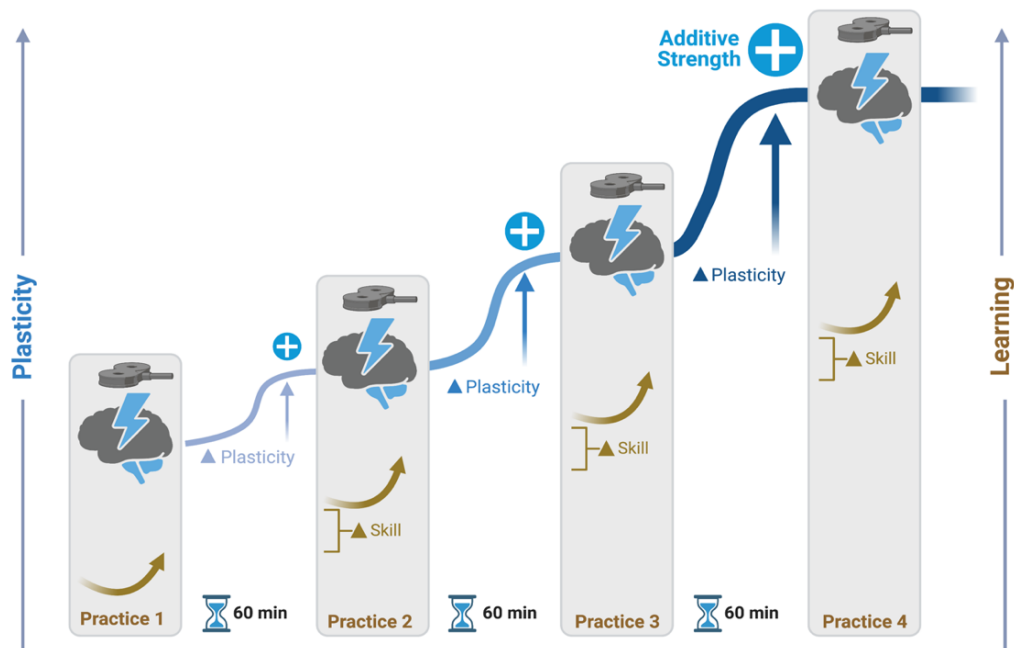 Additive
Strength
Plasticity
Learning
▲ Plasticity
▲ Plasticity
▲ Plasticity
▲ Skill
▲ Skill
▲ Skill
Practice 1
60 min
Practice 2
60 min
Practice 3
60 min
Practice 4